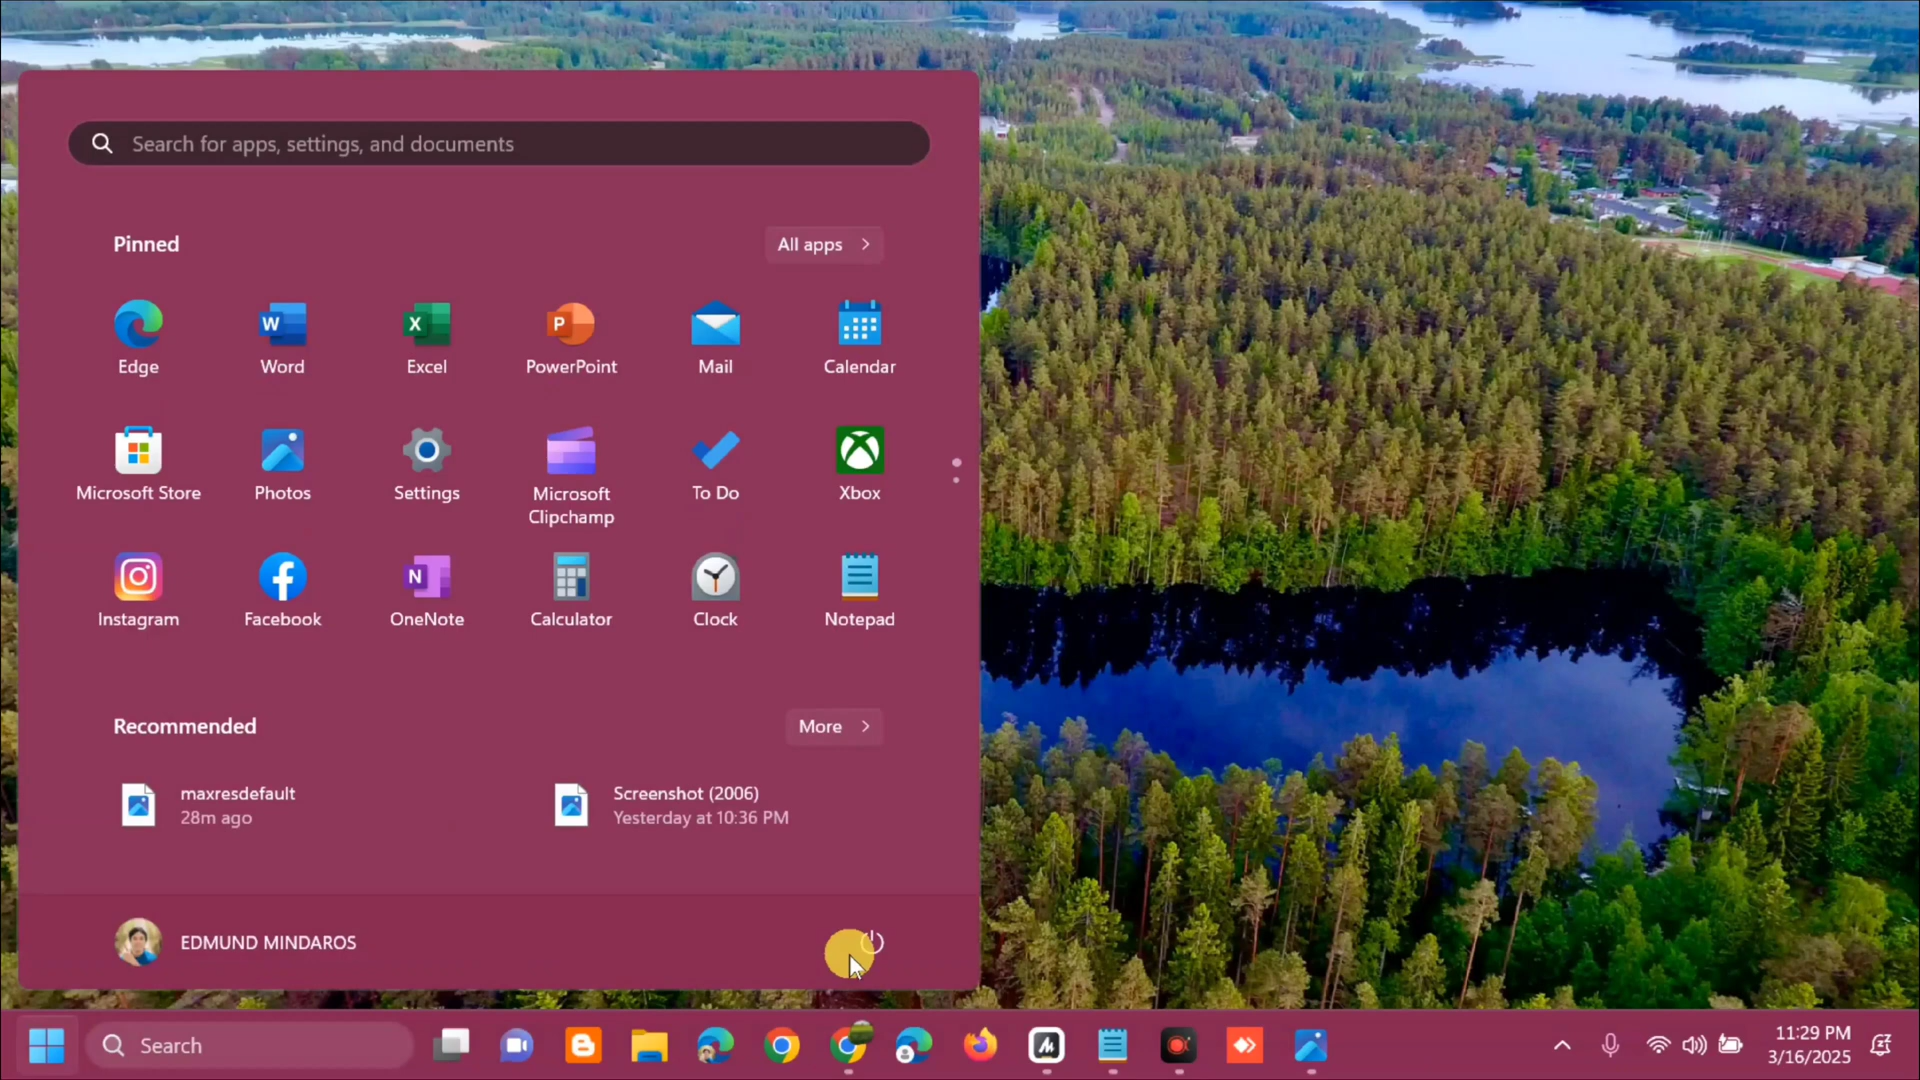 Search for apps, settings, and documents
Pinned
All apps
Edge
Word
Excel
PowerPoint
Mail
Calendar
Microsoft Store
Photos
Settings
Microsoft
Clipchamp
To Do
Xbox
Instagram
Facebook
OneNote
Calculator
Clock
Notepad
Recommended
More
maxresdefault
28m ago
Screenshot (2006)
Yesterday at 10:36 PM
EDMUND MINDAROS
Search
11:29 PM
3/16/2025